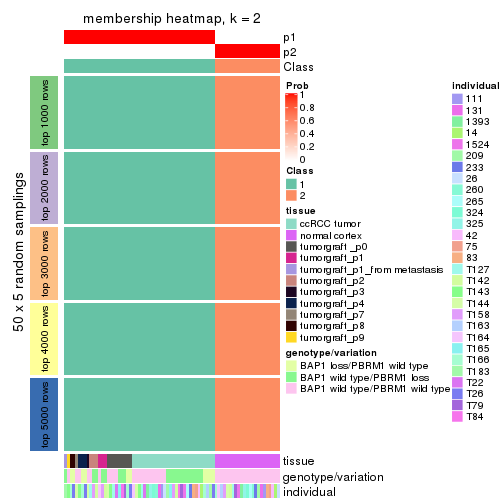 membership heatmap, k = 2
p1
p2
Class
50 x 5 random samplings
top 1000 rows
top 2000 rows
top 3000 rows
top 4000 rows
top 5000 rows
tissue
genotype/variation
individual
Prob
1
0.8
0.6
0.4
0.2
0
Class
1
2
tissue
ccRCC tumor
normal cortex
tumorgraft _p0
tumorgraft_p1
tumorgraft_p1_from metastasis
tumorgraft_p2
tumorgraft_p3
tumorgraft_p4
tumorgraft_p7
tumorgraft_p8
tumorgraft_p9
genotype/variation
BAP1 loss/PBRM1 wild type
BAP1 wild type/PBRM1 loss
BAP1 wild type/PBRM1 wild type
individual
111
131
1393
14
1524
209
233
26
260
265
324
325
42
75
83
T127
T142
T143
T144
T158
T163
T164
T165
T166
T183
T22
T26
T79
T84